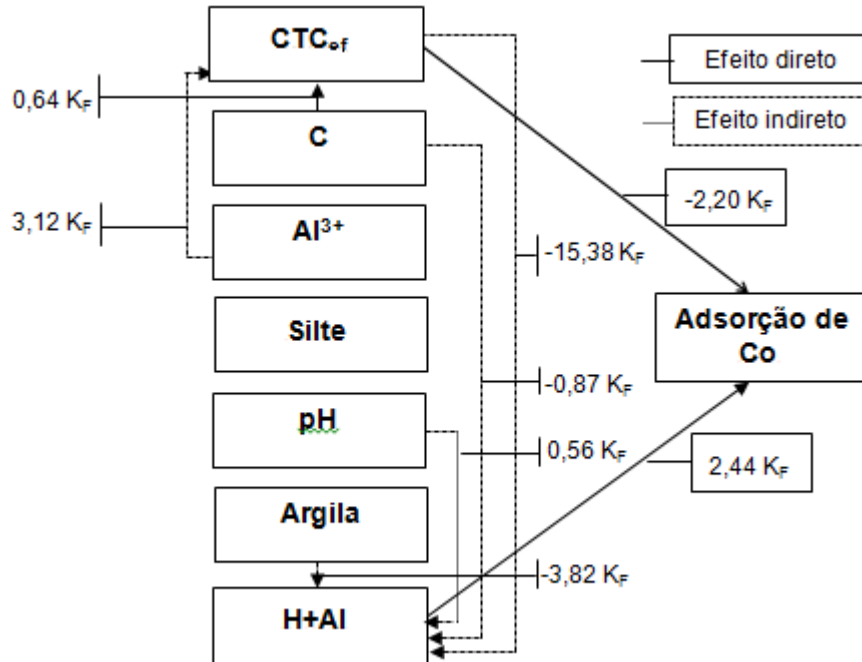 CTCef
Efeito direto
0,64 KF
C
Efeito indireto
-2,20 KF
3,12 KF
Al³⁺
-15,38 KF
Silte
Adsorção de
Co
-0,87 KF
pH
0,56 KF
2,44 KF
Argila
-3,82 KF
H+Al